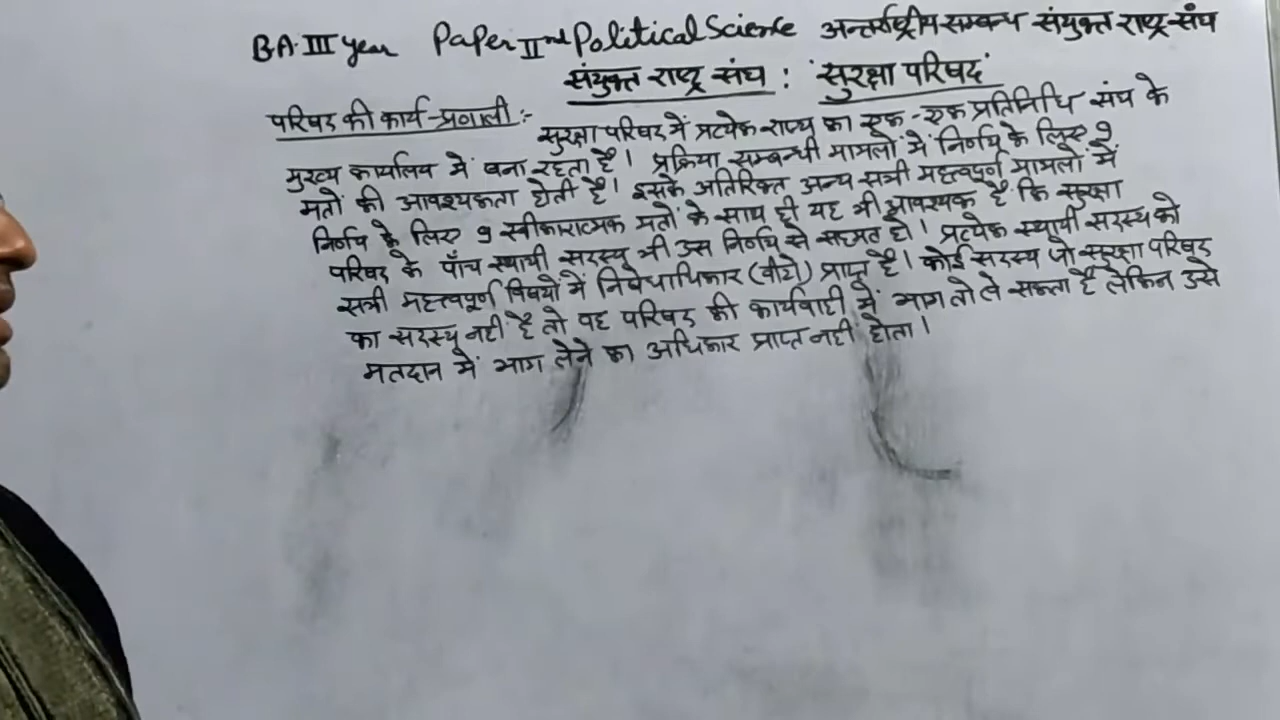 B.A. III year Paper II nd Political Science अन्तर्राष्ट्रीय सम्बन्ध संयुक्त राष्ट्र संघ
संयुक्त राष्ट्र संघ : सुरक्षा परिषद
परिषद की कार्य-प्रणाली :- सुरक्षा परिषद में प्रत्येक राज्य का एक-एक प्रतिनिधि संघ के
मुख्य कार्यालय में बना रहता है। प्रक्रिया सम्बन्धी मामलों में निर्णय के लिए 9
मतों की आवश्यकता होती है। इसके अतिरिक्त अन्य सभी महत्वपूर्ण मामलों में
निर्णय के लिए 9 स्वीकारात्मक मतों के साथ ही यह भी आवश्यक है कि सुरक्षा
परिषद के पाँच स्थायी सदस्य भी उस निर्णय से सहमत हो। प्रत्येक स्थायी सदस्य को
सभी महत्वपूर्ण विषयों में निषेधाधिकार (वीटो) प्राप्त है। कोई सदस्य जो सुरक्षा परिषद
का सदस्य नहीं है तो वह परिषद की कार्यवाही में भाग तो ले सकता है लेकिन उसे
मतदान में भाग लेने का अधिकार प्राप्त नहीं होता।